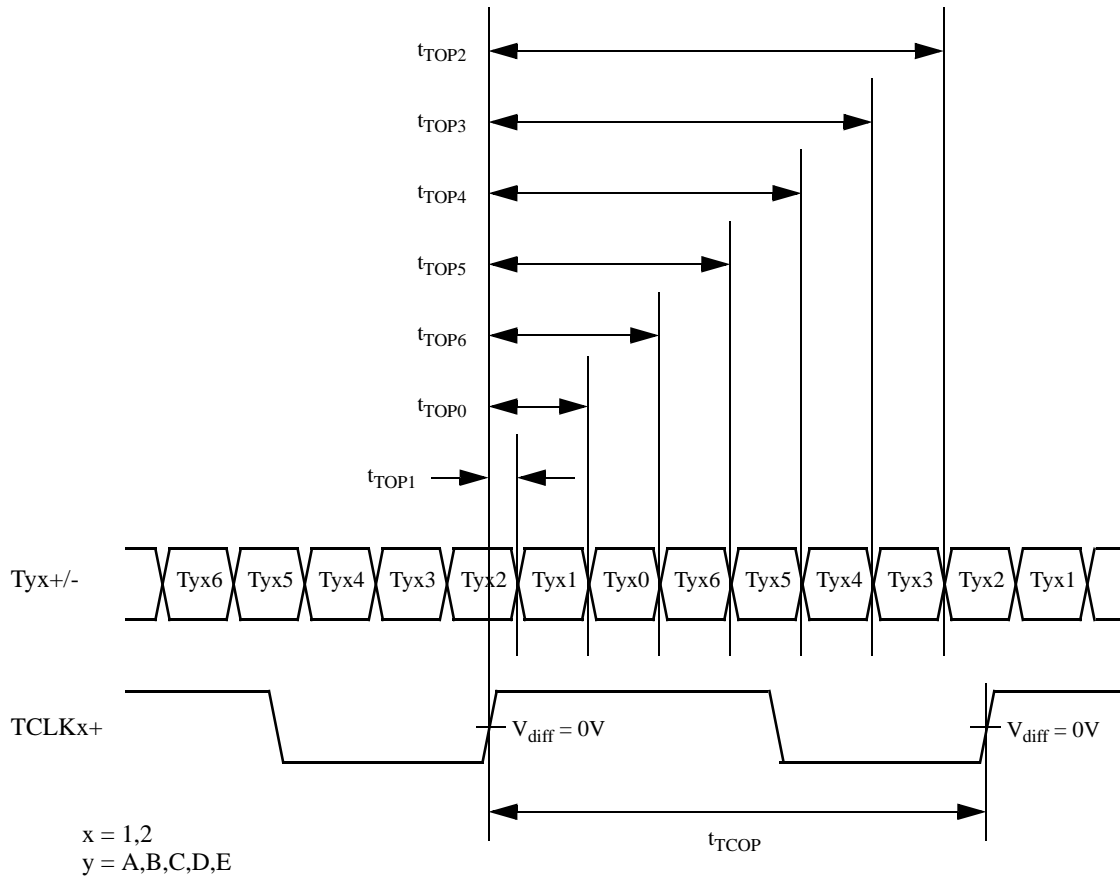 tTOP2
tTOP3
tTOP4
tTOP5
tTOP6
tTOP0
tTOP1
Tyx+/- Tyx6 Tyx5 Tyx4 Tyx3 Tyx2 Tyx1 Tyx0 Tyx6 Tyx5 Tyx4 Tyx3 Tyx2 Tyx1
TCLKx+ Vdiff = 0V Vdiff = 0V
tTCOP
x = 1,2
y = A,B,C,D,E